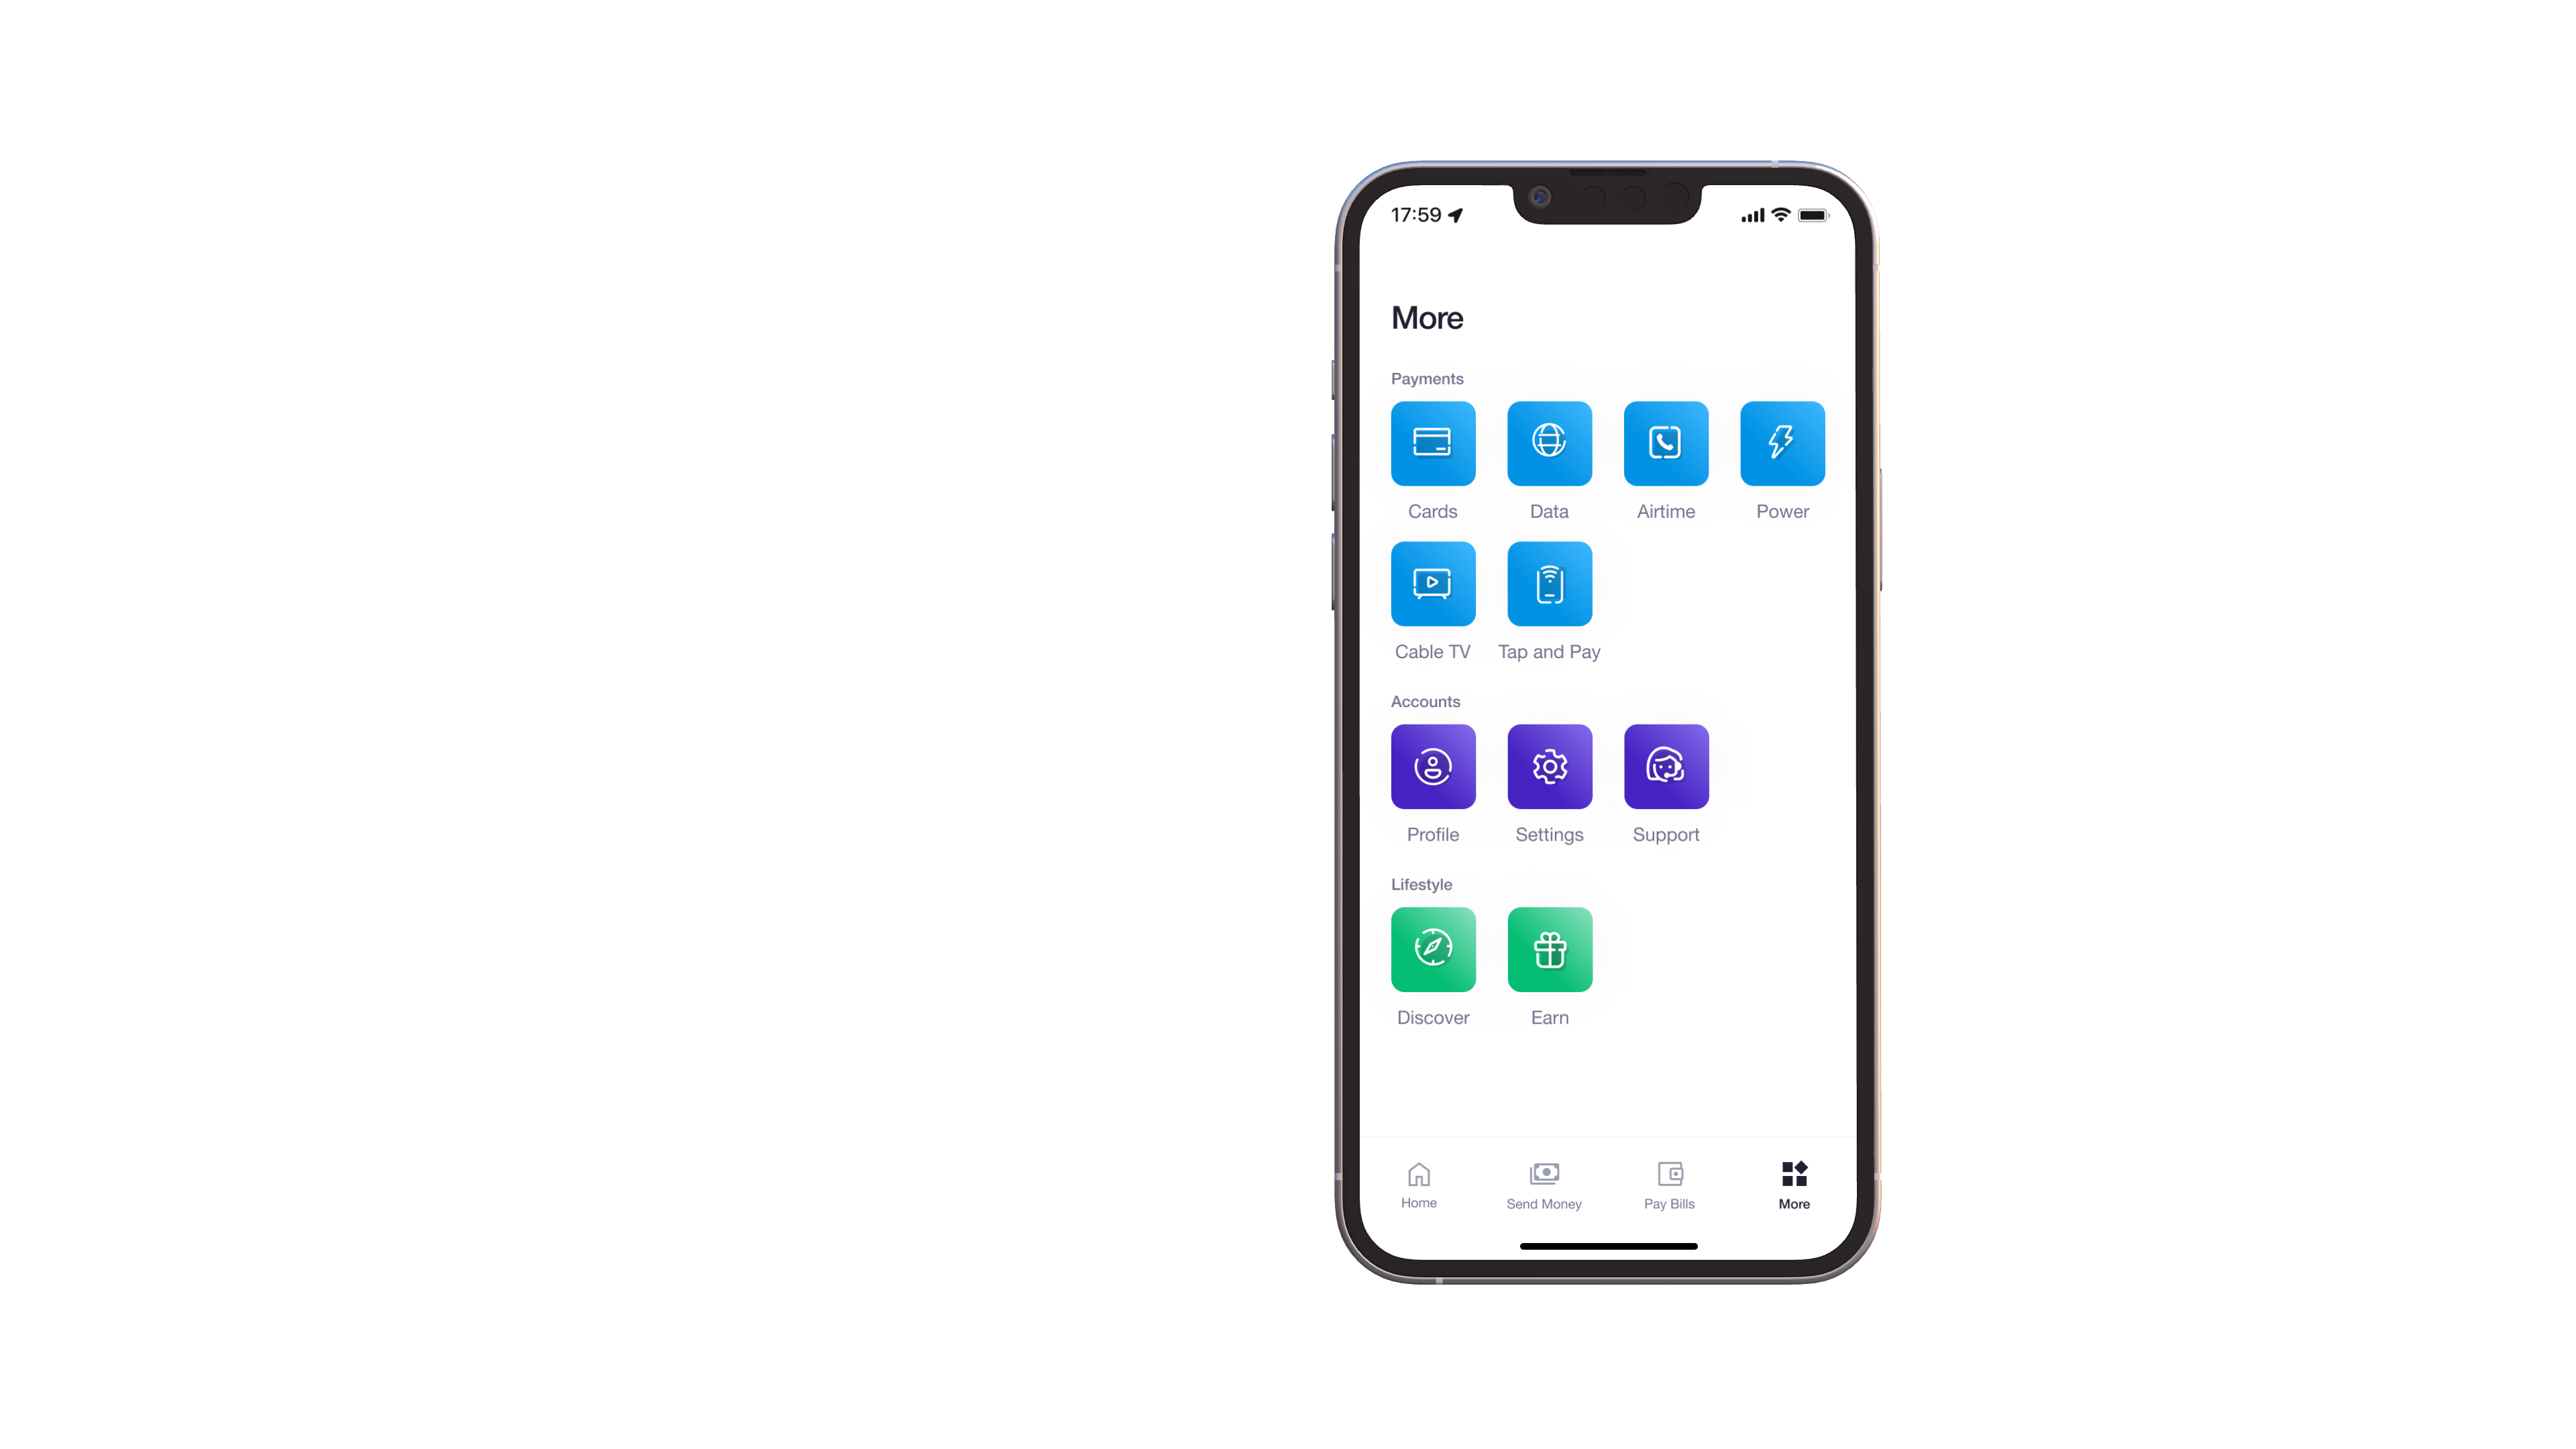 17:59
More
Payments
Cards Data Airtime Power
Cable TV Tap and Pay
Accounts
Profile Settings Support
Lifestyle
Discover Earn
Home Send Money Pay Bills More